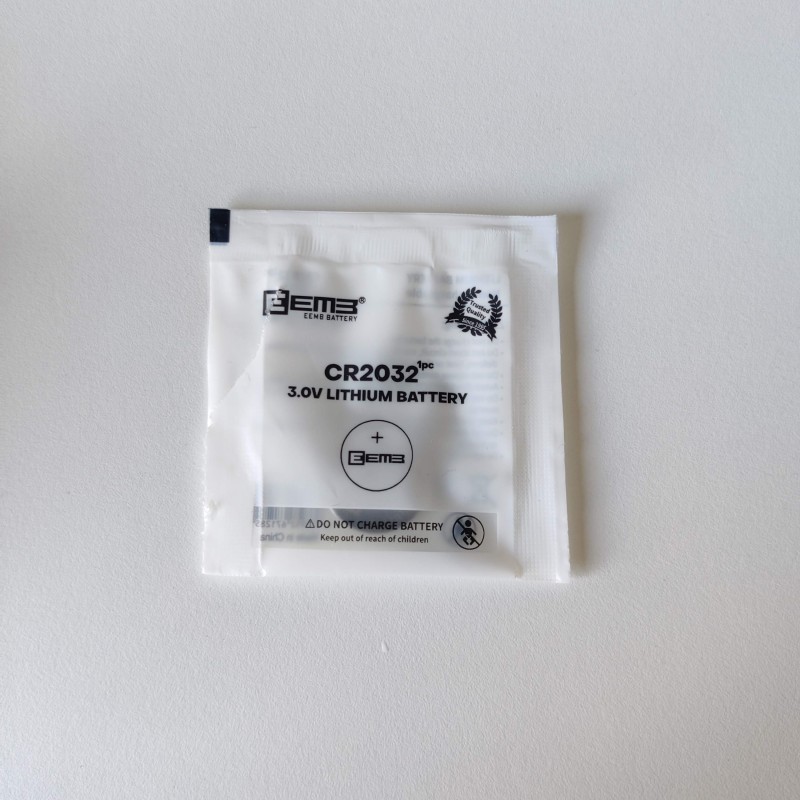 EEMB®
EEMB BATTERY
Trusted
Quality
CR2032 1pc
3.0V LITHIUM BATTERY
+
EEMB
⚠DO NOT CHARGE BATTERY
Keep out of reach of children